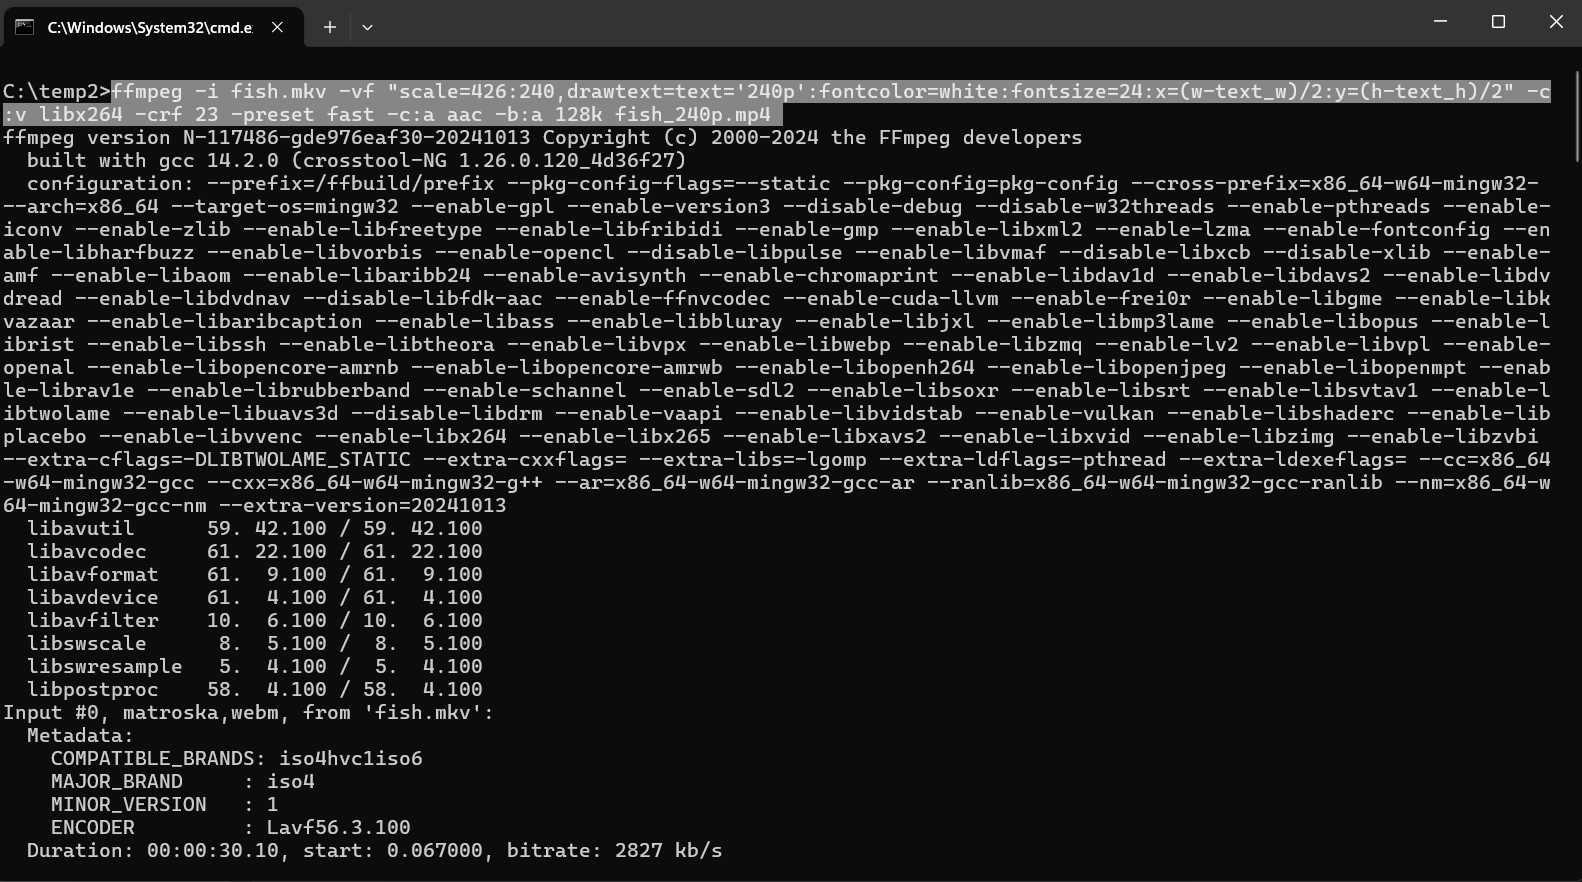 C:\Windows\System32\cmd.e
C:\temp2>ffmpeg -i fish.mkv -vf "scale=426:240,drawtext=text='240p':fontcolor=white:fontsize=24:x=(w-text_w)/2:y=(h-text_h)/2" -c
:v libx264 -crf 23 -preset fast -c:a aac -b:a 128k fish_240p.mp4
ffmpeg version N-117486-gde976eaf30-20241013 Copyright (c) 2000-2024 the FFmpeg developers
  built with gcc 14.2.0 (crosstool-NG 1.26.0.120_4d36f27)
  configuration: --prefix=/ffbuild/prefix --pkg-config-flags=--static --pkg-config=pkg-config --cross-prefix=x86_64-w64-mingw32-
--arch=x86_64 --target-os=mingw32 --enable-gpl --enable-version3 --disable-debug --disable-w32threads --enable-pthreads --enable-
iconv --enable-zlib --enable-libfreetype --enable-libfribidi --enable-gmp --enable-libxml2 --enable-lzma --enable-fontconfig --en
able-libharfbuzz --enable-libvorbis --enable-opencl --disable-libpulse --enable-libvmaf --disable-libxcb --disable-xlib --enable-
amf --enable-libaom --enable-libaribb24 --enable-avisynth --enable-chromaprint --enable-libdav1d --enable-libdavs2 --enable-libdv
dread --enable-libdvdnav --disable-libfdk-aac --enable-ffnvcodec --enable-cuda-llvm --enable-frei0r --enable-libgme --enable-libk
vazaar --enable-libaribcaption --enable-libass --enable-libbluray --enable-libjxl --enable-libmp3lame --enable-libopus --enable-l
ibrist --enable-libssh --enable-libtheora --enable-libvpx --enable-libwebp --enable-libzmq --enable-lv2 --enable-libvpl --enable-
openal --enable-libopencore-amrnb --enable-libopencore-amrwb --enable-libopenh264 --enable-libopenjpeg --enable-libopenmpt --enab
le-librav1e --enable-librubberband --enable-schannel --enable-sdl2 --enable-libsoxr --enable-libsrt --enable-libsvtav1 --enable-l
ibtwolame --enable-libuavs3d --disable-libdrm --enable-vaapi --enable-libvidstab --enable-vulkan --enable-libshaderc --enable-lib
placebo --enable-libvvenc --enable-libx264 --enable-libx265 --enable-libxavs2 --enable-libxvid --enable-libzimg --enable-libzvbi
--extra-cflags=-DLIBTWOLAME_STATIC --extra-cxxflags= --extra-libs=-lgomp --extra-ldflags=-pthread --extra-ldexeflags= --cc=x86_64
-w64-mingw32-gcc --cxx=x86_64-w64-mingw32-g++ --ar=x86_64-w64-mingw32-gcc-ar --ranlib=x86_64-w64-mingw32-gcc-ranlib --nm=x86_64-w
64-mingw32-gcc-nm --extra-version=20241013
  libavutil      59. 42.100 / 59. 42.100
  libavcodec     61. 22.100 / 61. 22.100
  libavformat    61.  9.100 / 61.  9.100
  libavdevice    61.  4.100 / 61.  4.100
  libavfilter    10.  6.100 / 10.  6.100
  libswscale      8.  5.100 /  8.  5.100
  libswresample   5.  4.100 /  5.  4.100
  libpostproc    58.  4.100 / 58.  4.100
Input #0, matroska,webm, from 'fish.mkv':
  Metadata:
    COMPATIBLE_BRANDS: iso4hvc1iso6
    MAJOR_BRAND     : iso4
    MINOR_VERSION   : 1
    ENCODER         : Lavf56.3.100
  Duration: 00:00:30.10, start: 0.067000, bitrate: 2827 kb/s